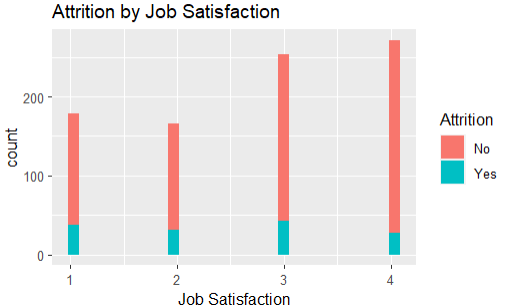 Attrition by Job Satisfaction
count
200
100
0
1 2 3 4
Job Satisfaction
Attrition
No
Yes